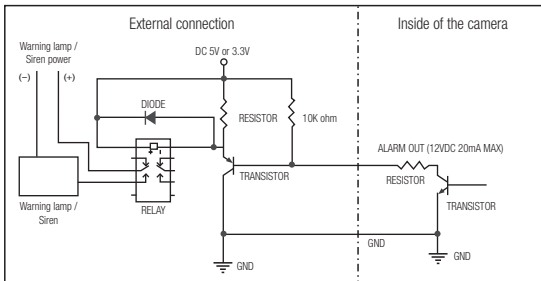 External connection
Inside of the camera
Warning lamp /
Siren power
(−)
(+)
DC 5V or 3.3V
DIODE
RESISTOR
10K ohm
ALARM OUT (12VDC 20mA MAX)
RESISTOR
TRANSISTOR
TRANSISTOR
Warning lamp /
Siren
RELAY
GND
GND
GND